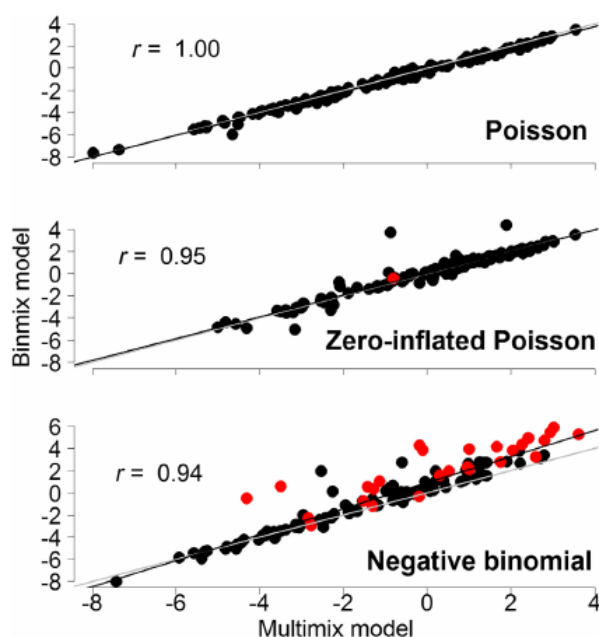 4
2
0
-2
-4
-6
-8
r = 1.00
Poisson
4
2
0
-2
-4
-6
-8
r = 0.95
Zero-inflated Poisson
Binmix model
6
4
2
0
-2
-4
-6
-8
r = 0.94
Negative binomial
-8 -6 -4 -2 0 2 4
Multimix model